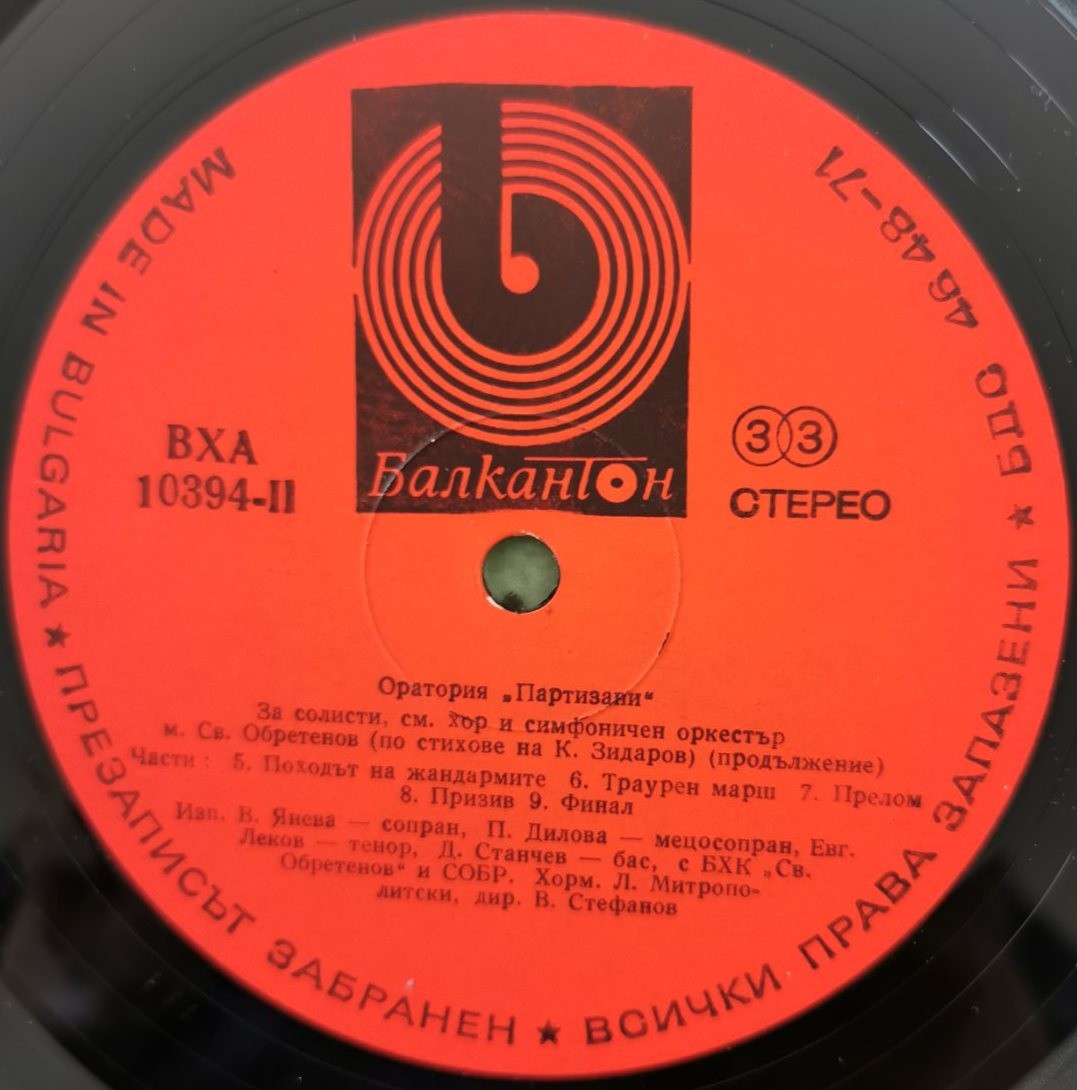 Балкантон
ВХА
10394-II
33
СТЕРЕО
Оратория „Партизани“
За солисти, см. хор и симфоничен оркестър
м. Св. Обретенов (по стихове на К. Зидаров) (продължение)
Части: 5. Походът на жандармите 6. Траурен марш 7. Прелом
8. Призив 9. Финал
Изп. В. Янева — сопран, П. Дилова — мецосопран, Евг.
Леков — тенор, Д. Станчев — бас, с БХК „Св.
Обретенов“ и СОБР. Хорм. Л. Митропо-
литски, дир. В. Стефанов
MADE IN BULGARIA ★ ПРЕЗАПИСЪТ ЗАБРАНЕН ★ ВСИЧКИ ПРАВА ЗАПАЗЕНИ ★ БДС 4648-71